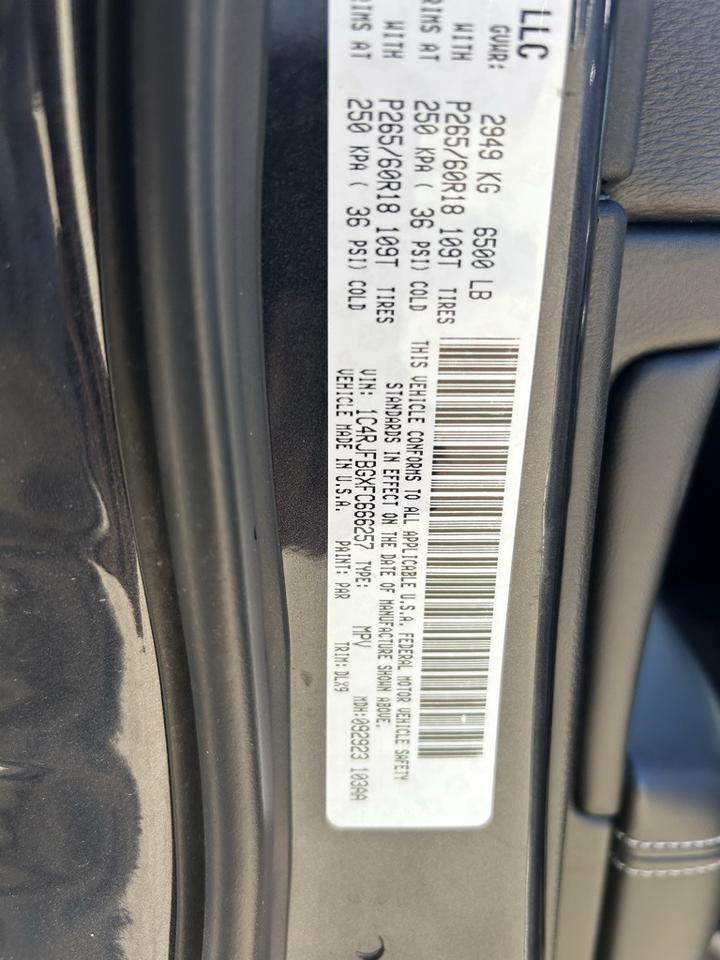 LLC
GVWR: 2949 KG 6500 LB
WITH P265/60R18 109T TIRES
RIMS AT 250 KPA ( 36 PSI) COLD
WITH P265/60R18 109T TIRES
RIMS AT 250 KPA ( 36 PSI) COLD
THIS VEHICLE CONFORMS TO ALL APPLICABLE U.S.A. FEDERAL MOTOR VEHICLE SAFETY
STANDARDS IN EFFECT ON THE DATE OF MANUFACTURE SHOWN ABOVE.
VIN: 1C4RJFBGXFC666257 TYPE: MPV MDH:092923 103AA
VEHICLE MADE IN U.S.A. PAINT: PAR TRIM: DLX9